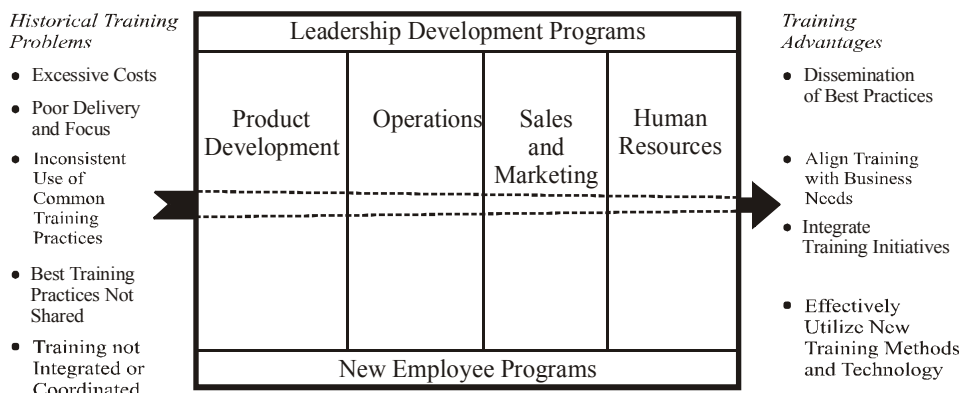 Historical Training
Problems
• Excessive Costs
• Poor Delivery
and Focus
• Inconsistent
Use of
Common
Training
Practices
• Best Training
Practices Not
Shared
• Training not
Integrated or
Coordinated
Leadership Development Programs
Product
Development
Operations
Sales
and
Marketing
Human
Resources
New Employee Programs
Training
Advantages
• Dissemination
of Best Practices
• Align Training
with Business
Needs
• Integrate
Training Initiatives
• Effectively
Utilize New
Training Methods
and Technology